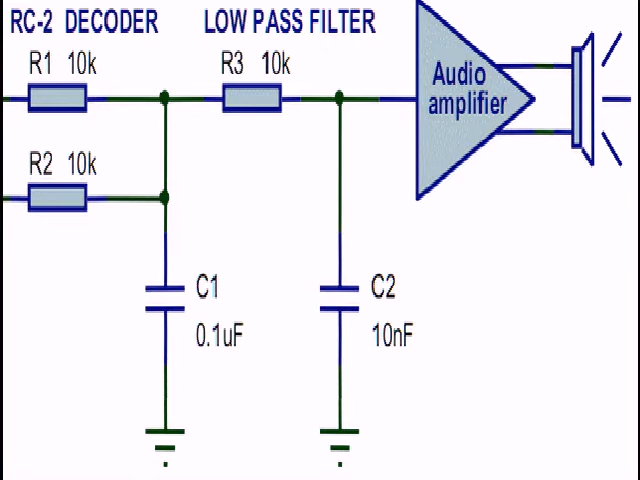 RC-2 DECODER
LOW PASS FILTER
R1 10k
R3 10k
Audio
amplifier
R2 10k
C1
0.1uF
C2
10nF